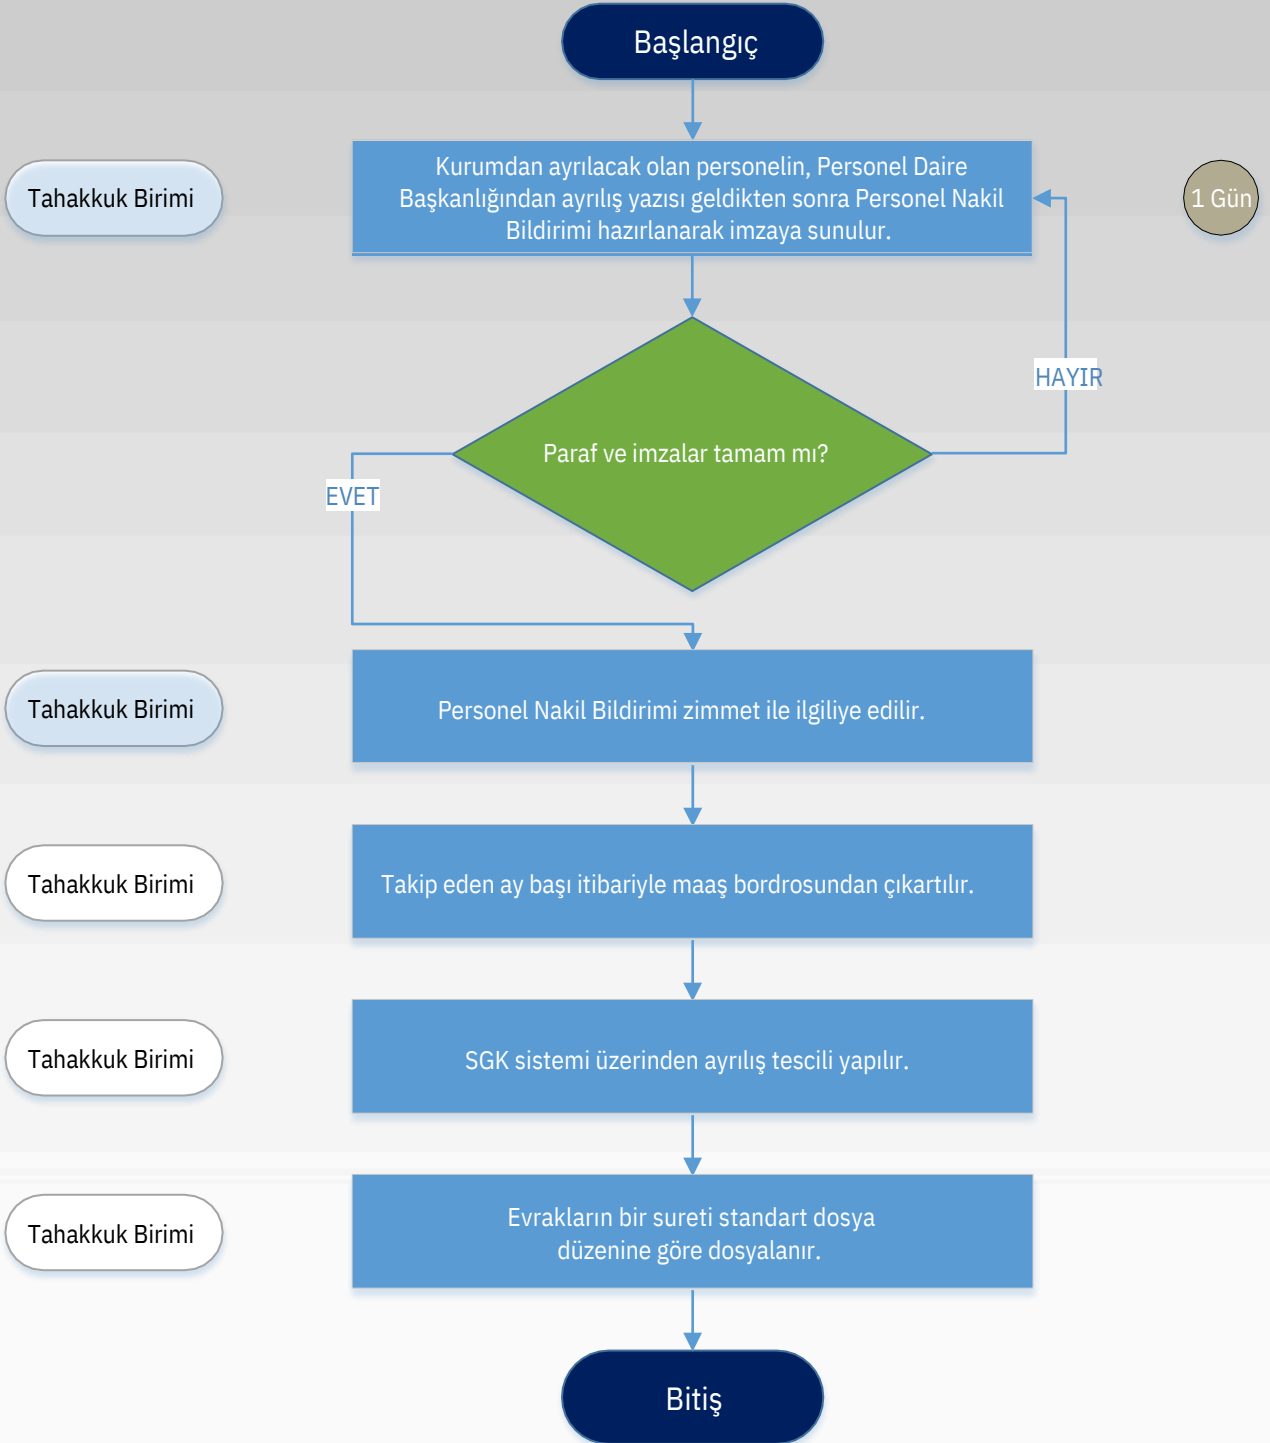 Başlangıç
Tahakkuk Birimi
Kurumdan ayrılacak olan personelin, Personel Daire
Başkanlığından ayrılış yazısı geldikten sonra Personel Nakil
Bildirimi hazırlanarak imzaya sunulur.
1 Gün
HAYIR
Paraf ve imzalar tamam mı?
EVET
Tahakkuk Birimi
Personel Nakil Bildirimi zimmet ile ilgiliye edilir.
Tahakkuk Birimi
Takip eden ay başı itibariyle maaş bordrosundan çıkartılır.
Tahakkuk Birimi
SGK sistemi üzerinden ayrılış tescili yapılır.
Tahakkuk Birimi
Evrakların bir sureti standart dosya
düzenine göre dosyalanır.
Bitiş